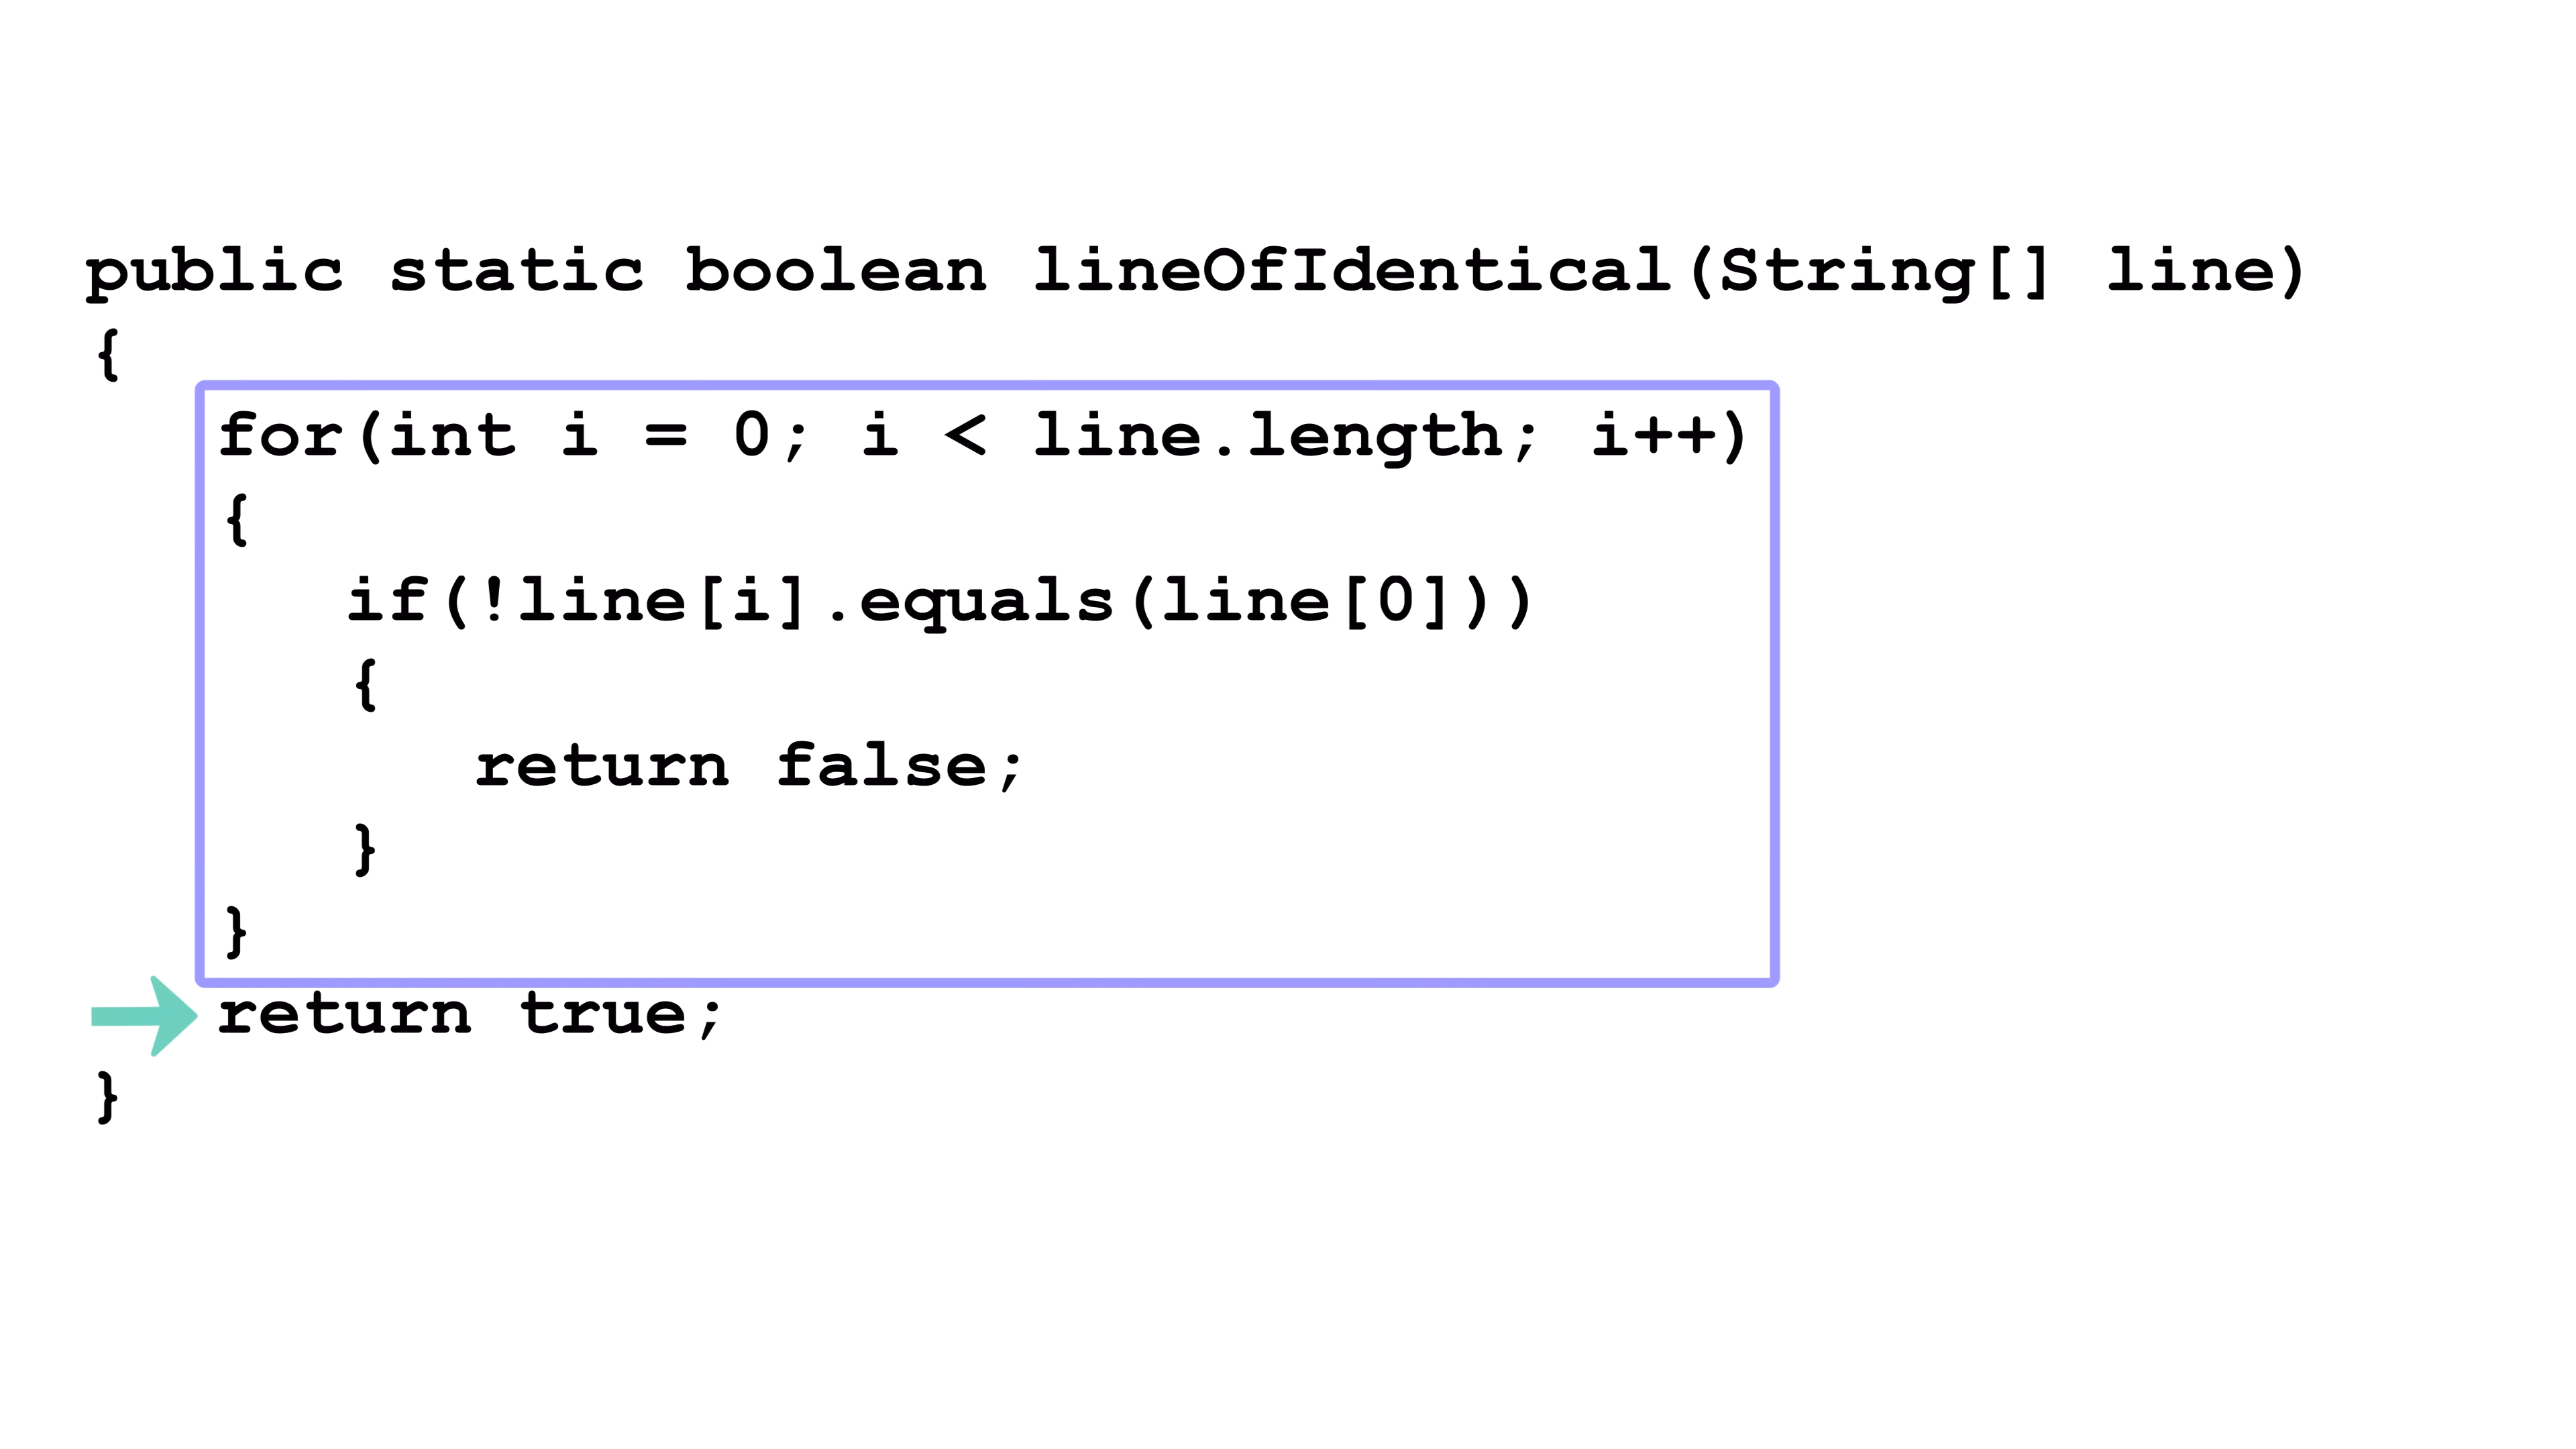 public static boolean lineOfIdentical(String[] line)
{
for(int i = 0; i < line.length; i++)
{
if(!line[i].equals(line[0]))
{
return false;
}
}
return true;
}